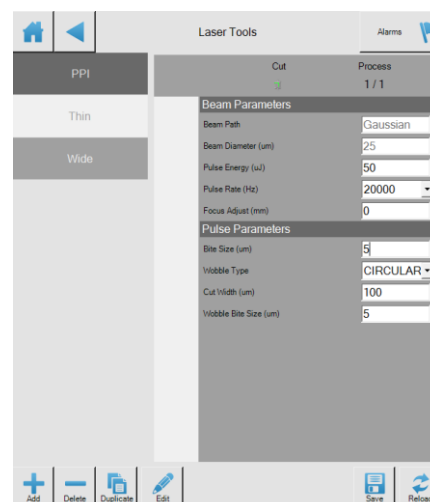 Laser Tools
Alarms
PPI
Thin
Wide
Cut Process
1 1 / 1
Beam Parameters
Beam Path Gaussian
Beam Diameter (um) 25
Pulse Energy (uJ) 50
Pulse Rate (Hz) 20000
Focus Adjust (mm) 0
Pulse Parameters
Bite Size (um) 5
Wobble Type CIRCULAR
Cut Width (um) 100
Wobble Bite Size (um) 5
Add Delete Duplicate Edit Save Reload